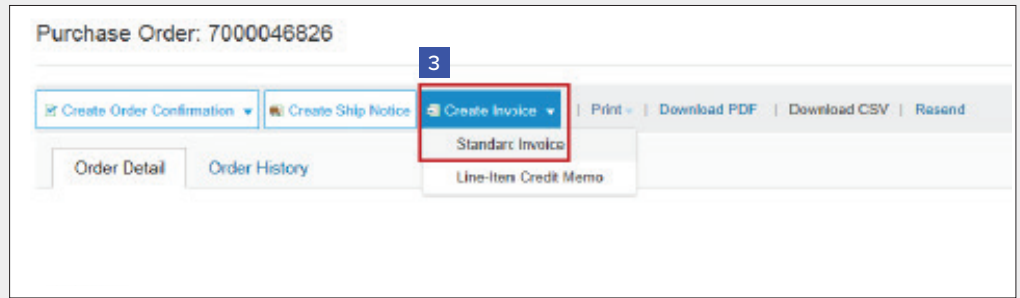 Purchase Order: 7000046826
3
Create Order Confirmation Create Ship Notice Create Invoice | Print | Download PDF | Download CSV | Resend
Standard Invoice
Order Detail Order History
Line-Item Credit Memo